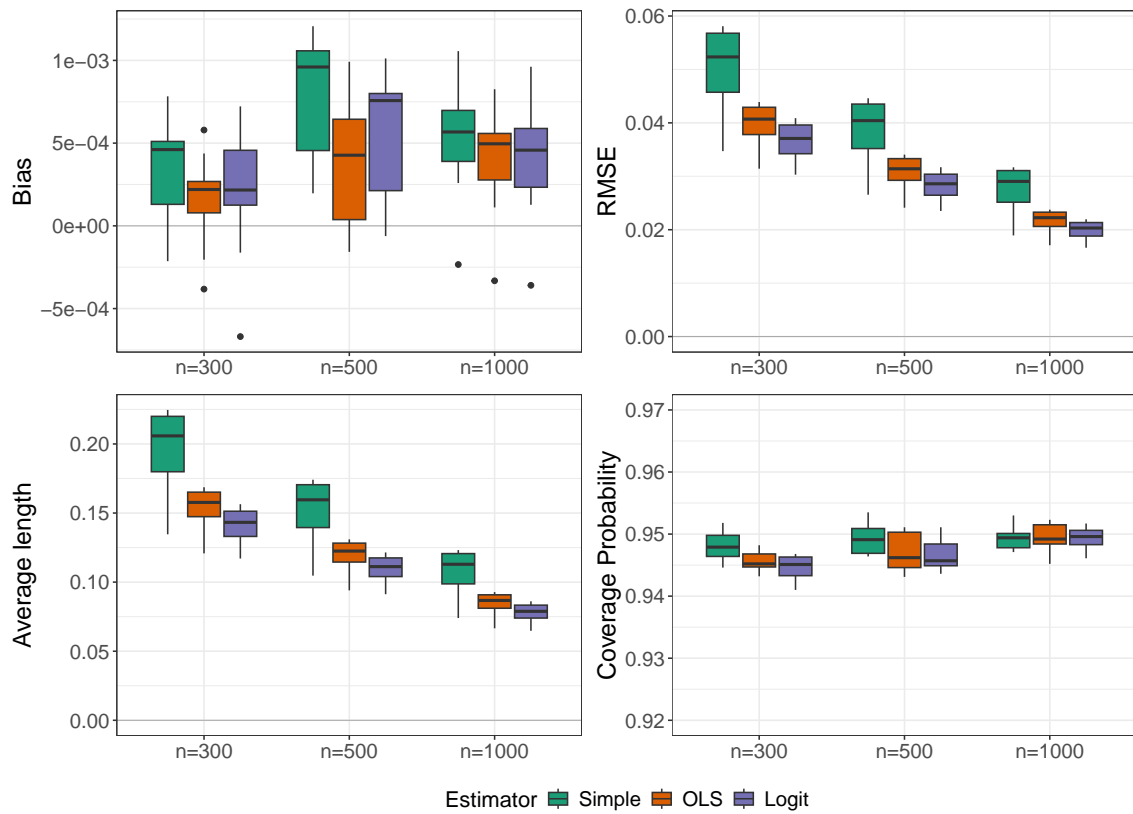 Bias
1e−03
5e−04
0e+00
−5e−04
n=300 n=500 n=1000
RMSE
0.06
0.04
0.02
0.00
n=300 n=500 n=1000
Average length
0.20
0.15
0.10
0.05
0.00
n=300 n=500 n=1000
Coverage Probability
0.97
0.96
0.95
0.94
0.93
0.92
n=300 n=500 n=1000
Estimator Simple OLS Logit